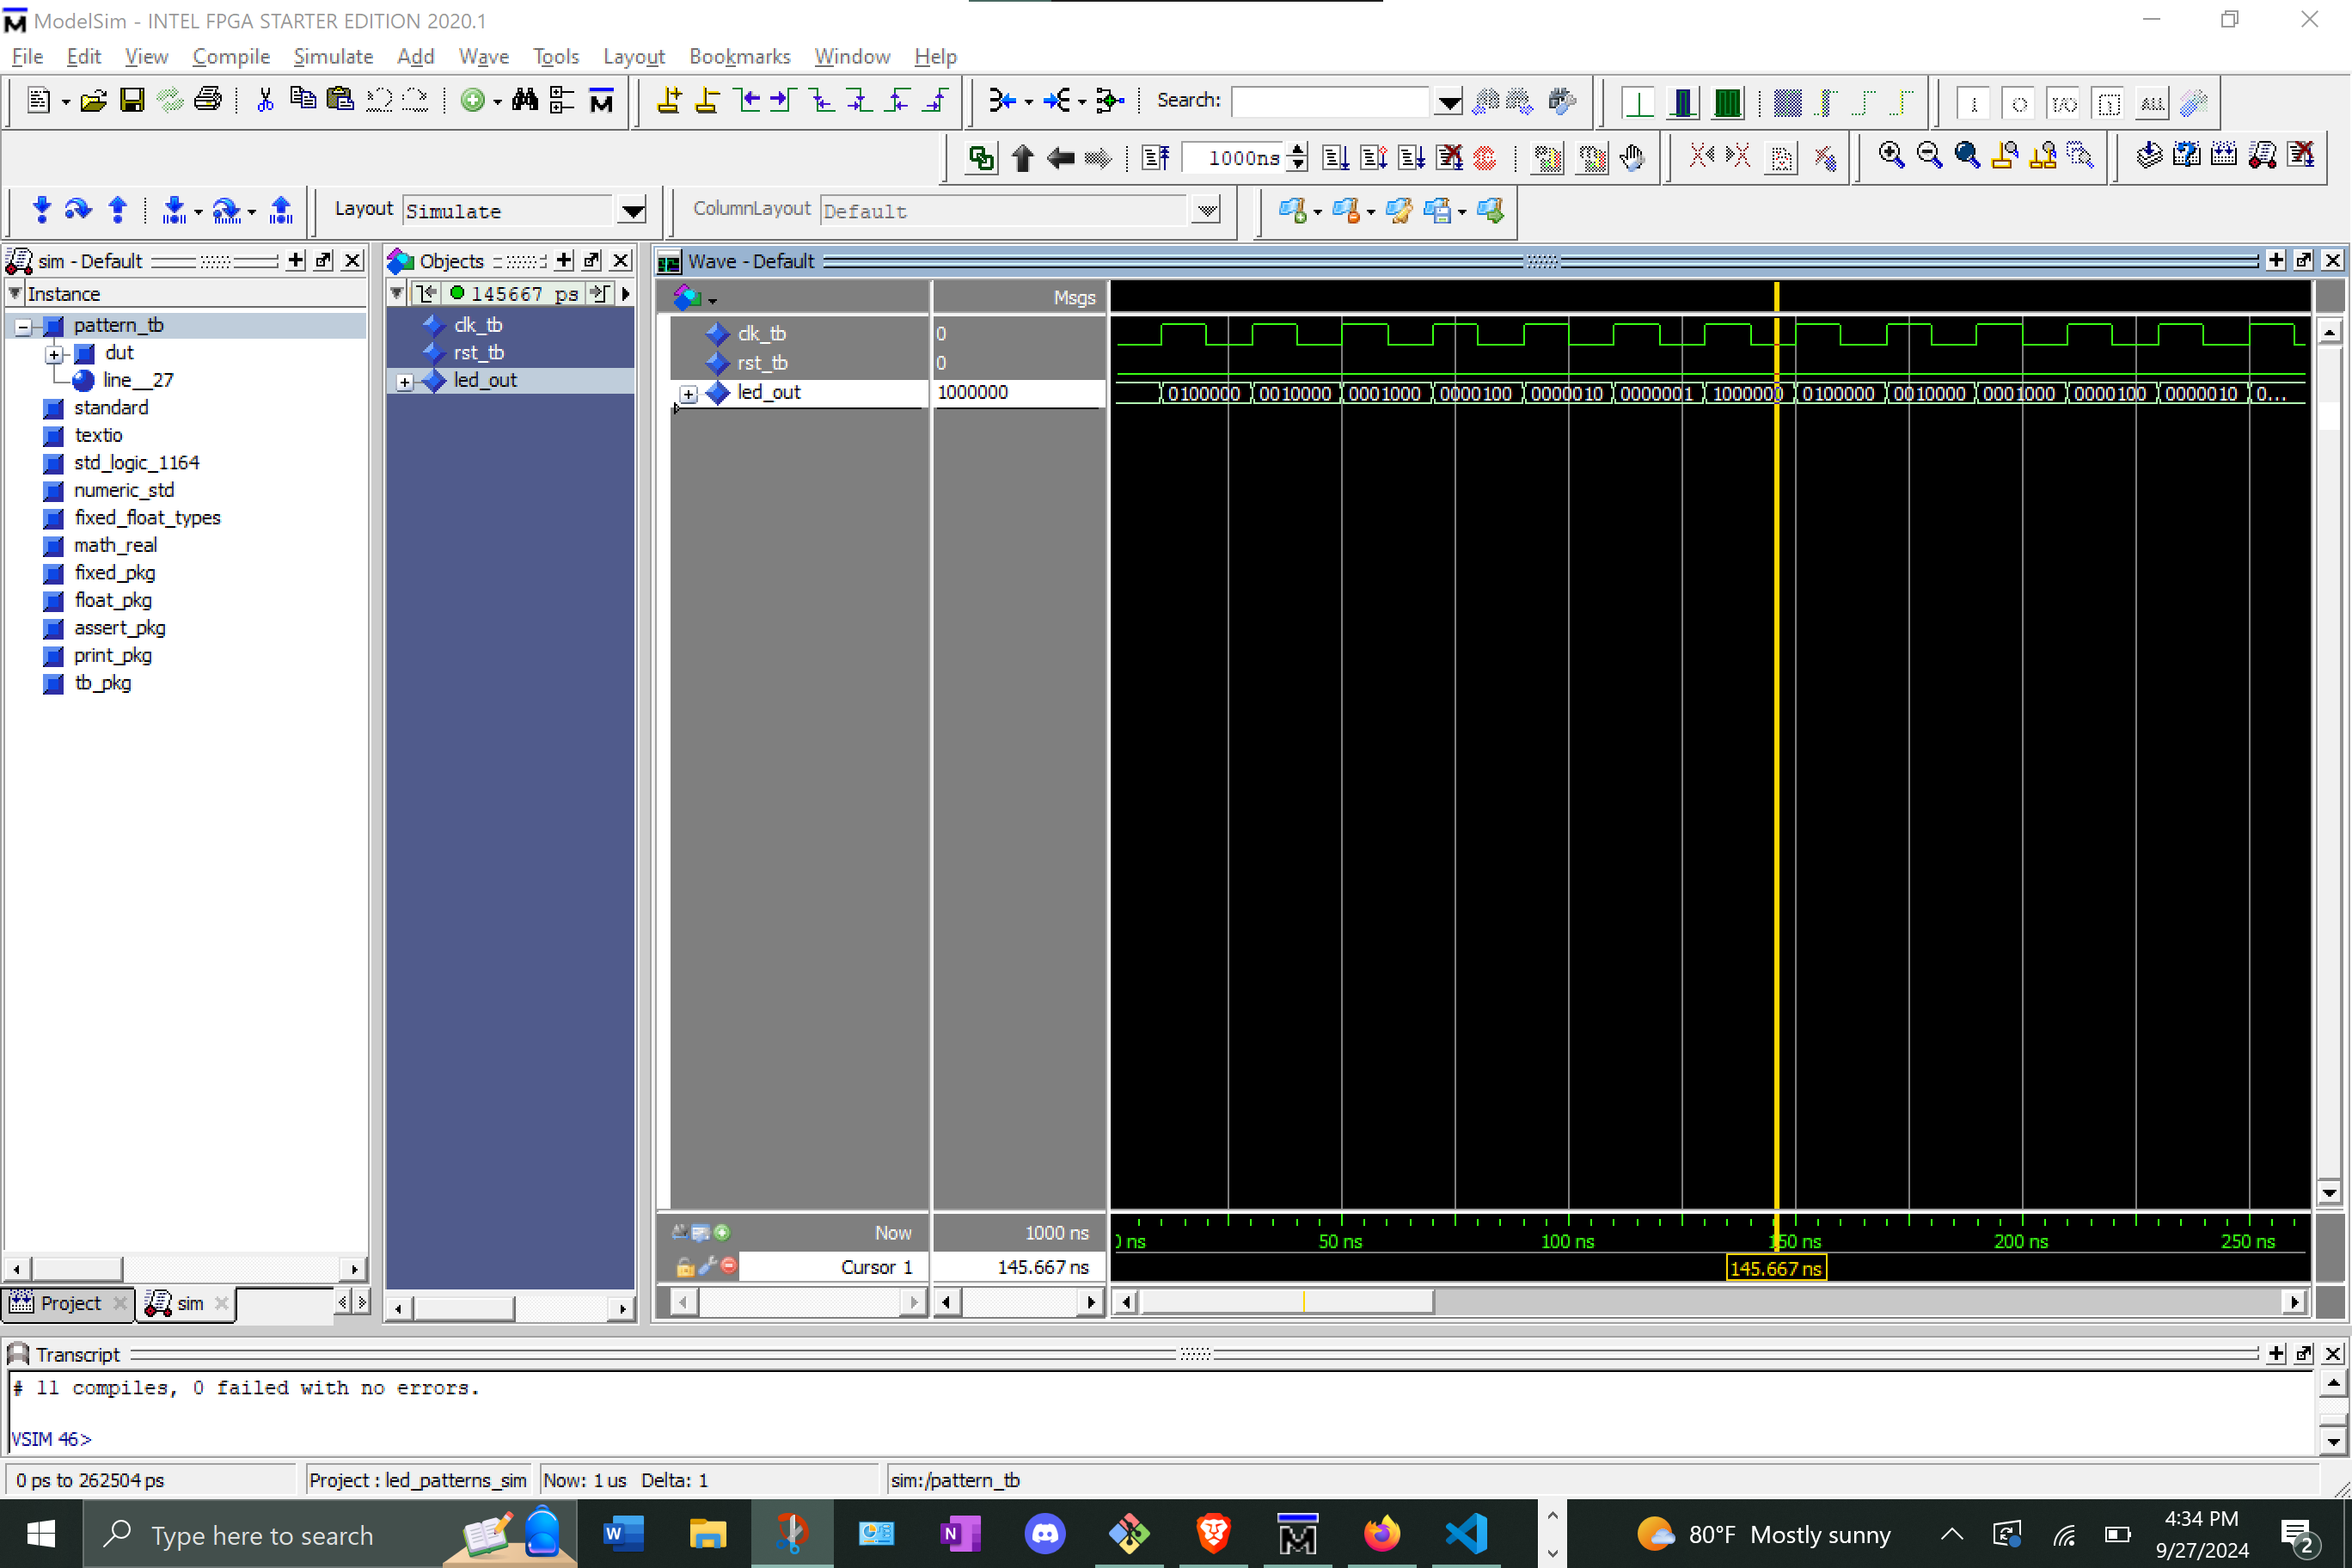 ModelSim - INTEL FPGA STARTER EDITION 2020.1
File Edit View Compile Simulate Add Wave Tools Layout Bookmarks Window Help
Search:
1000ns
Layout Simulate
ColumnLayout Default
sim - Default
Instance
pattern_tb
dut
line__27
standard
textio
std_logic_1164
numeric_std
fixed_float_types
math_real
fixed_pkg
float_pkg
assert_pkg
print_pkg
tb_pkg
Project
sim
Objects
145667 ps
clk_tb
rst_tb
led_out
Wave - Default
Msgs
clk_tb 0
rst_tb 0
led_out 1000000
0100000 0010000 0001000 0000100 0000010 0000001 1000000 0100000 0010000 0001000 0000100 0000010 0...
Now 1000 ns
Cursor 1 145.667 ns
0 ns 50 ns 100 ns 150 ns 200 ns 250 ns
145.667 ns
Transcript
# 11 compiles, 0 failed with no errors.
VSIM 46>
0 ps to 262504 ps Project : led_patterns_sim Now: 1 us Delta: 1 sim:/pattern_tb
Type here to search
80°F Mostly sunny
4:34 PM
9/27/2024
2